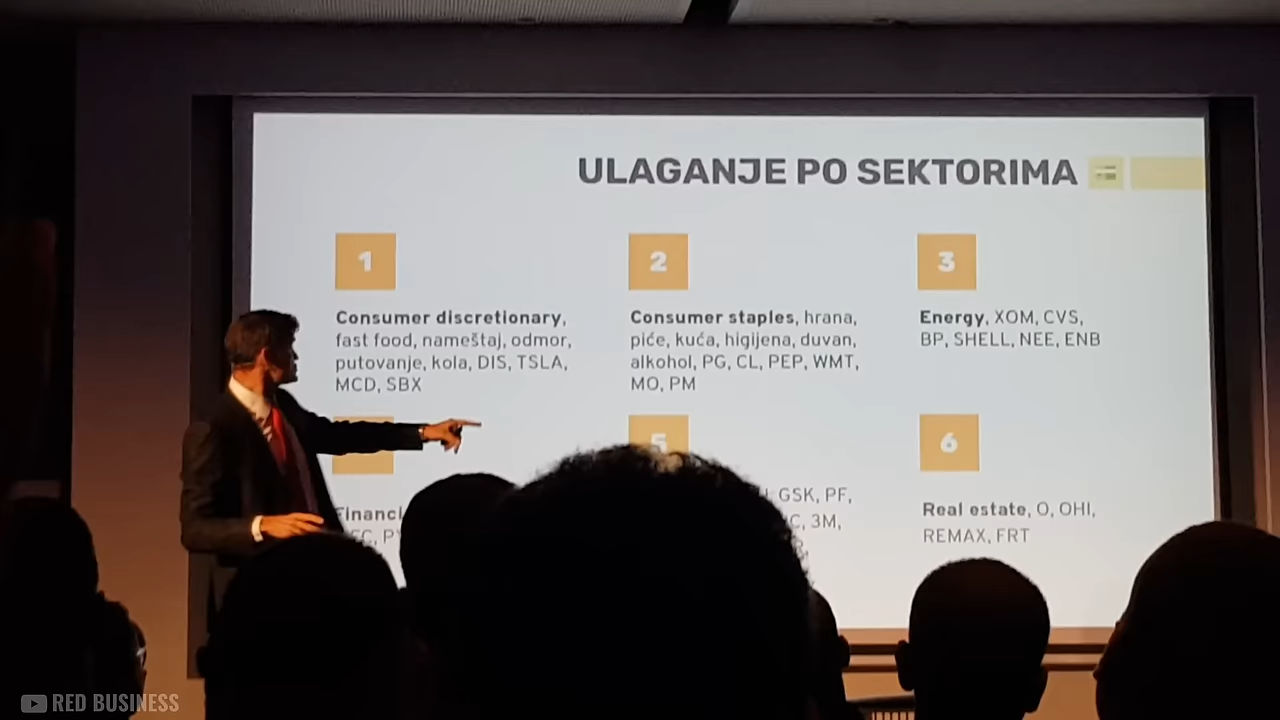 ULAGANJE PO SEKTORIMA
1
Consumer discretionary,
fast food, nameštaj, odmor,
putovanje, kola, DIS, TSLA,
MCD, SBX
2
Consumer staples, hrana,
piće, kuća, higijena, duvan,
alkohol, PG, CL, PEP, WMT,
MO, PM
3
Energy, XOM, CVS,
BP, SHELL, NEE, ENB
5
GSK, PF,
3M,
6
Real estate, O, OHI,
REMAX, FRT
RED BUSINESS